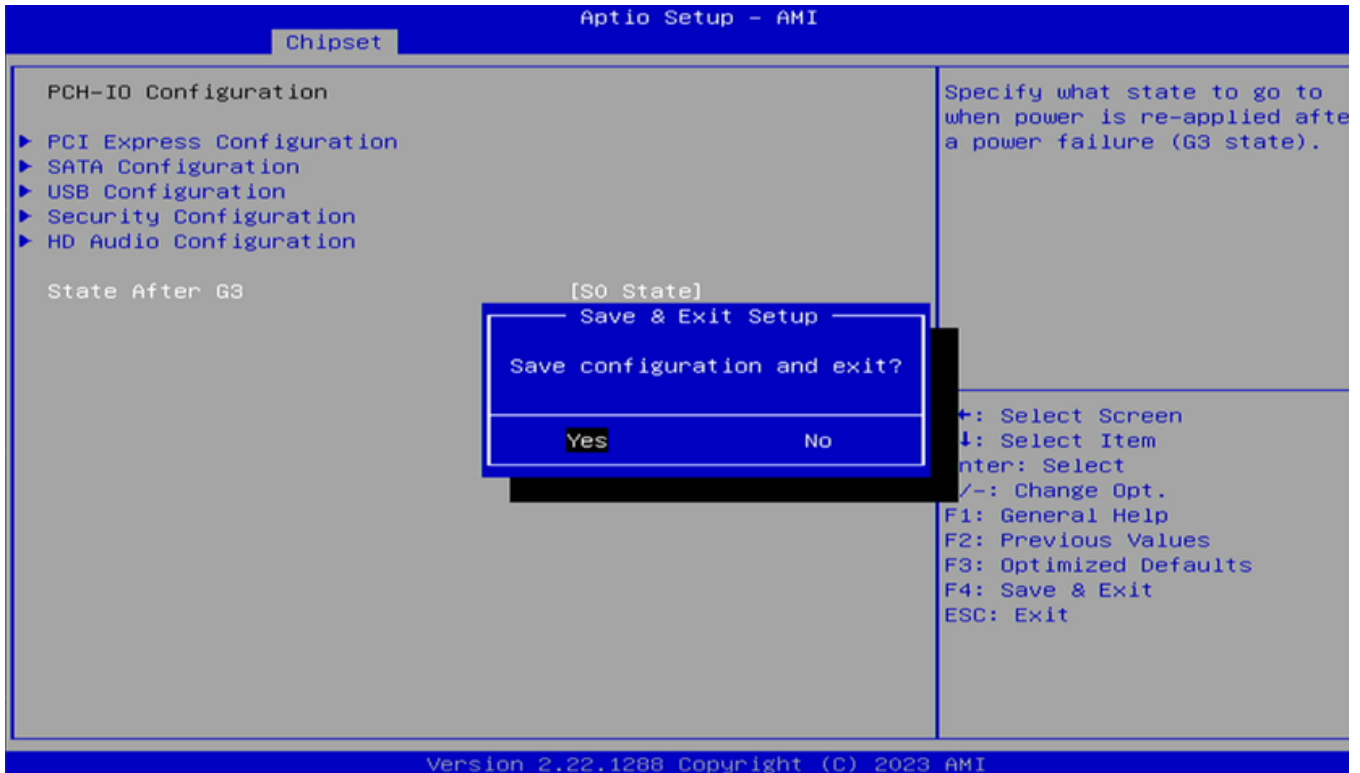 Aptio Setup – AMI
Chipset
PCH-IO Configuration
▶ PCI Express Configuration
▶ SATA Configuration
▶ USB Configuration
▶ Security Configuration
▶ HD Audio Configuration
State After G3 [S0 State]
Save & Exit Setup
Save configuration and exit?
Yes No
Specify what state to go to
when power is re-applied afte
a power failure (G3 state).
←: Select Screen
↓: Select Item
nter: Select
/-: Change Opt.
F1: General Help
F2: Previous Values
F3: Optimized Defaults
F4: Save & Exit
ESC: Exit
Version 2.22.1288 Copyright (C) 2023 AMI